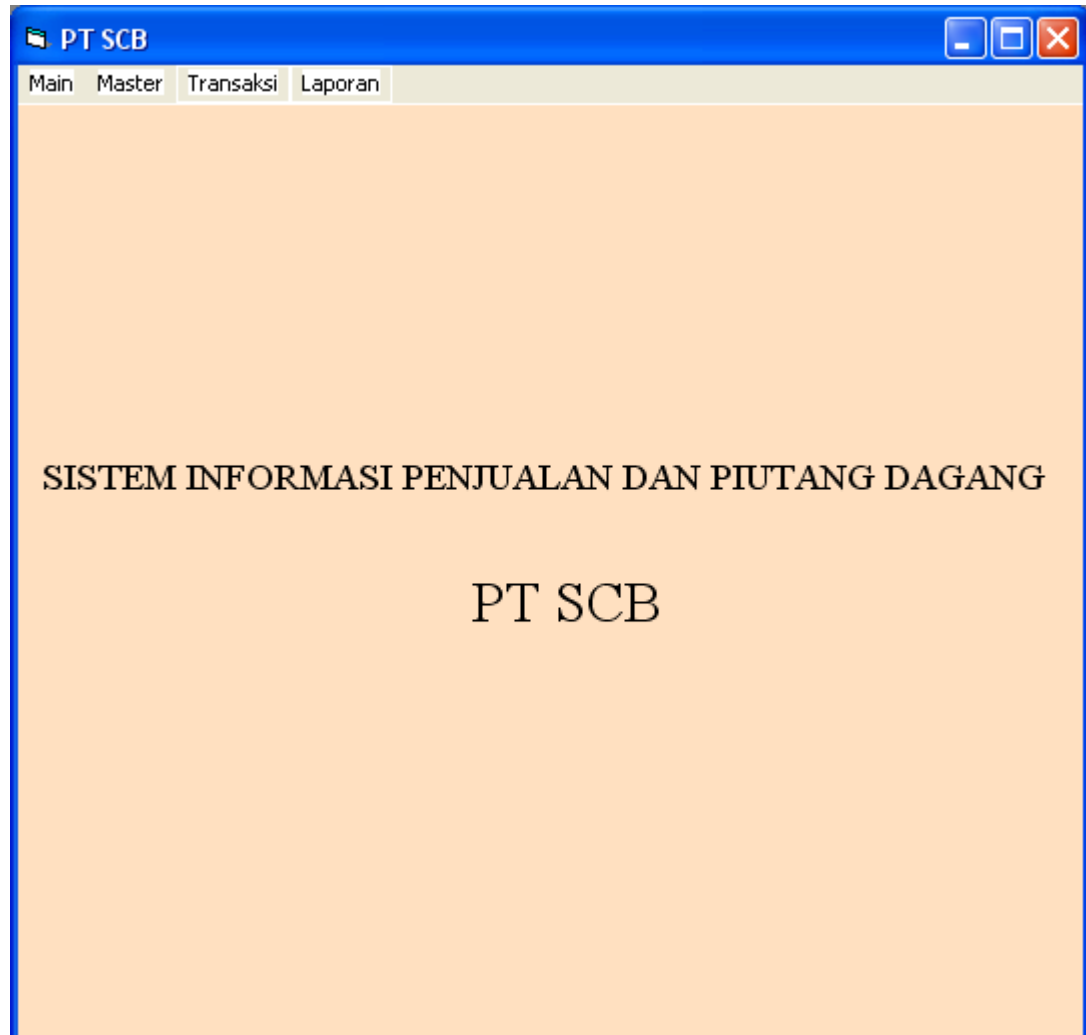 PT SCB
Main Master Transaksi Laporan
SISTEM INFORMASI PENJUALAN DAN PIUTANG DAGANG
PT SCB